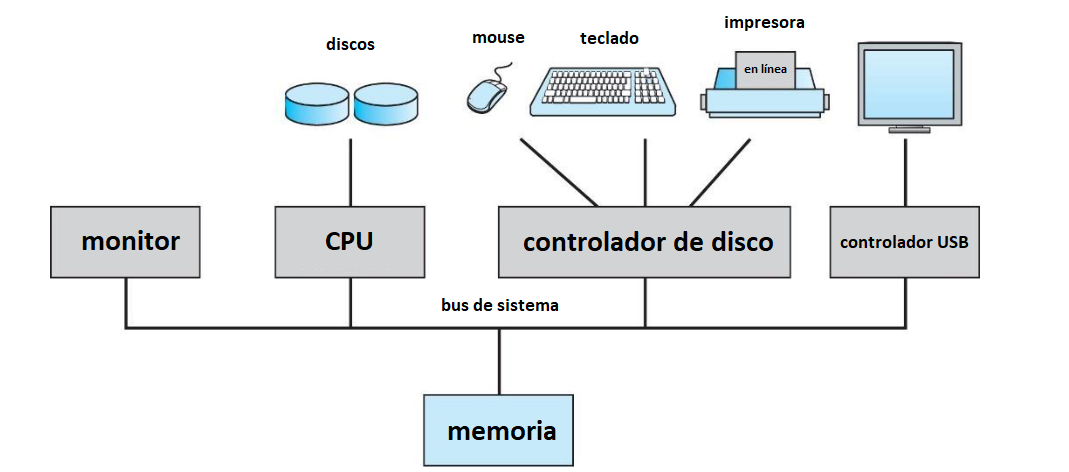 impresora
mouse
teclado
discos
en línea
monitor
CPU
controlador de disco
controlador USB
bus de sistema
memoria